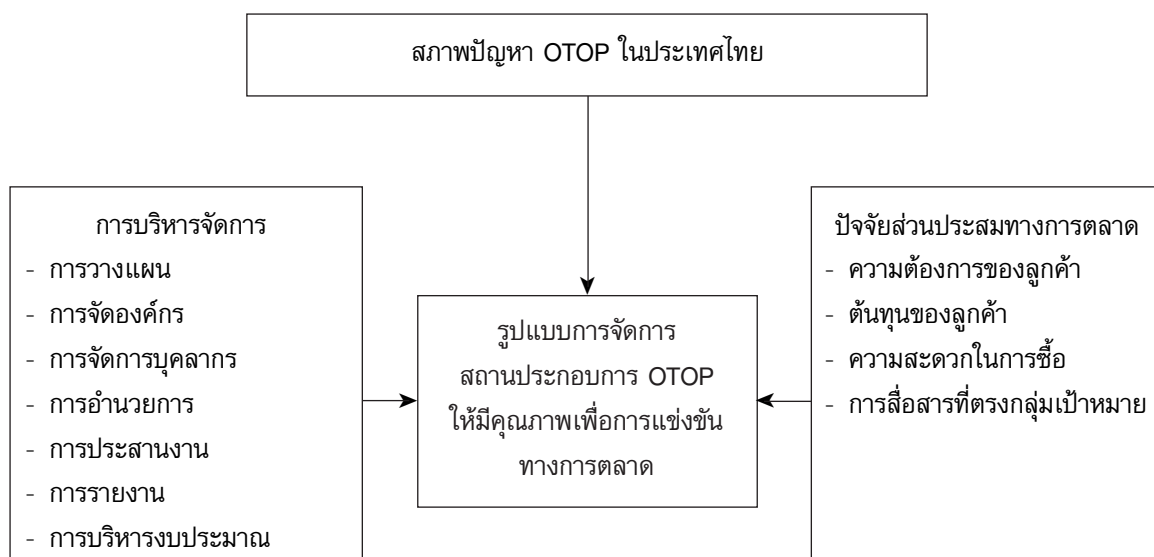 สภาพปัญหา OTOP ในประเทศไทย
การบริหารจัดการ
- การวางแผน
- การจัดองค์กร
- การจัดการบุคลากร
- การอำนวยการ
- การประสานงาน
- การรายงาน
- การบริหารงบประมาณ
รูปแบบการจัดการ
สถานประกอบการ OTOP
ให้มีคุณภาพเพื่อการแข่งขัน
ทางการตลาด
ปัจจัยส่วนประสมทางการตลาด
- ความต้องการของลูกค้า
- ต้นทุนของลูกค้า
- ความสะดวกในการซื้อ
- การสื่อสารที่ตรงกลุ่มเป้าหมาย